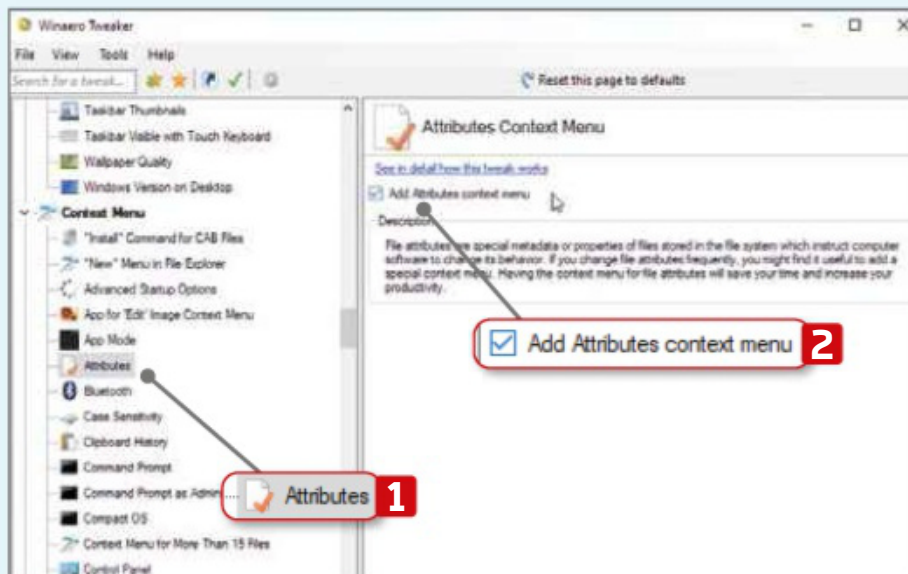 Winaero Tweaker
File View Tools Help
Search for a tweak...
Reset this page to defaults
Taskbar Thumbnails
Taskbar Visible with Touch Keyboard
Wallpaper Quality
Windows Version on Desktop
Context Menu
"Install" Command for CAB Files
"New" Menu in File Explorer
Advanced Startup Options
App for 'Edit' Image Context Menu
App Mode
Attributes
Bluetooth
Case Sensitivity
Clipboard History
Command Prompt
Command Prompt as Admin
Compact OS
Context Menu for More Than 15 Files
Control Panel
Attributes 1
Attributes Context Menu
See in detail how this tweak works
Add Attributes context menu
Description
File attributes are special metadata or properties of files stored in the file system which instruct computer
software to change its behavior. If you change file attributes frequently, you might find it useful to add a
special context menu. Having the context menu for file attributes will save your time and increase your
productivity.
Add Attributes context menu 2